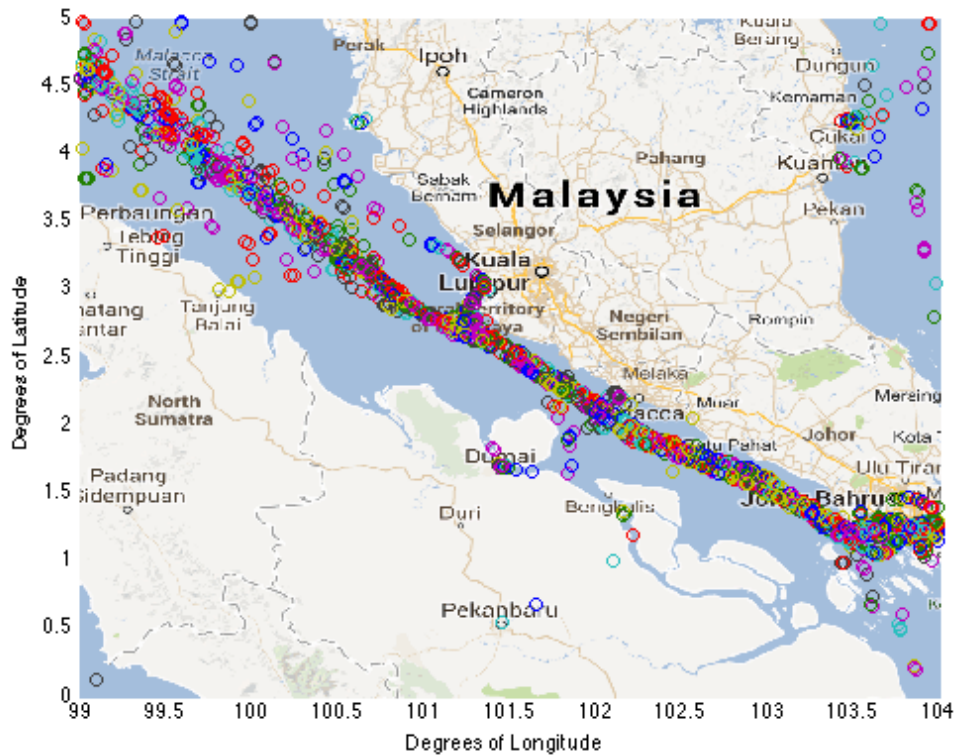 5
4.5
4
3.5
3
2.5
2
1.5
1
0.5
0
Degrees of Latitude
99
99.5
100
100.5
101
101.5
102
102.5
103
103.5
104
Degrees of Longitude
Malacca
Strait
Perak
Ipoh
Cameron
Highlands
Kuala
Berang
Dungun
Kemaman
Cukai
Kuantan
Pahang
Pekan
Sabak
Bernam
Malaysia
Perbaungan
Tebing
Tinggi
Selangor
Kuala
Lumpur
Tanjung
Balai
Negeri
Sembilan
Rompin
Melaka
Muar
Mersing
North
Sumatra
Johor
Kota
Batu Pahat
Ulu Tiram
Johor Bahru
Dumai
Padang
Sidempuan
Duri
Bengkalis
Pekanbaru